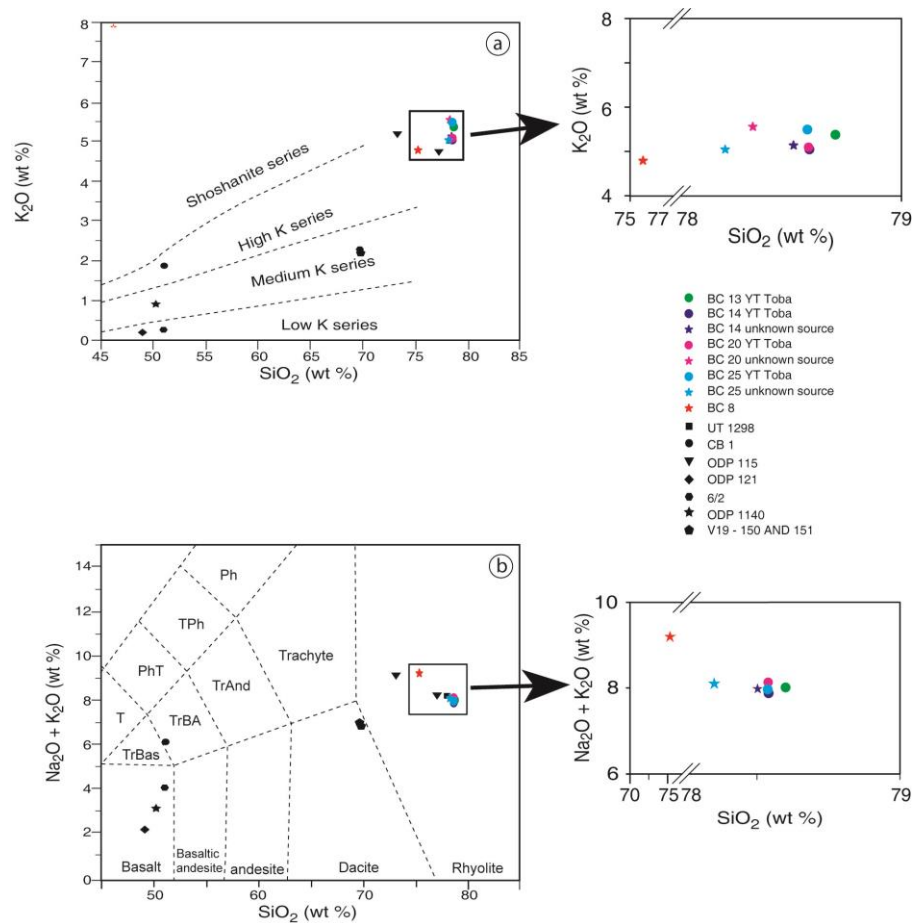 a
8
7
6
5
4
3
2
1
0
K₂O (wt %)
Shoshanite series
High K series
Medium K series
Low K series
45 50 55 60 65 70 75 80 85
SiO₂ (wt %)
8
6
4
K₂O (wt %)
75 77 78 79
SiO₂ (wt %)
BC 13 YT Toba
BC 14 YT Toba
BC 14 unknown source
BC 20 YT Toba
BC 20 unknown source
BC 25 YT Toba
BC 25 unknown source
BC 8
UT 1298
CB 1
ODP 115
ODP 121
6/2
ODP 1140
V19 - 150 AND 151
b
14
12
10
8
6
4
2
0
Na₂O + K₂O (wt %)
Ph
TPh
PhT
TrAnd
Trachyte
T
TrBA
TrBas
Basalt
Basaltic
andesite
andesite
Dacite
Rhyolite
50 60 70 80
SiO₂ (wt %)
10
8
6
Na₂O + K₂O (wt %)
70 75 78 79
SiO₂ (wt %)